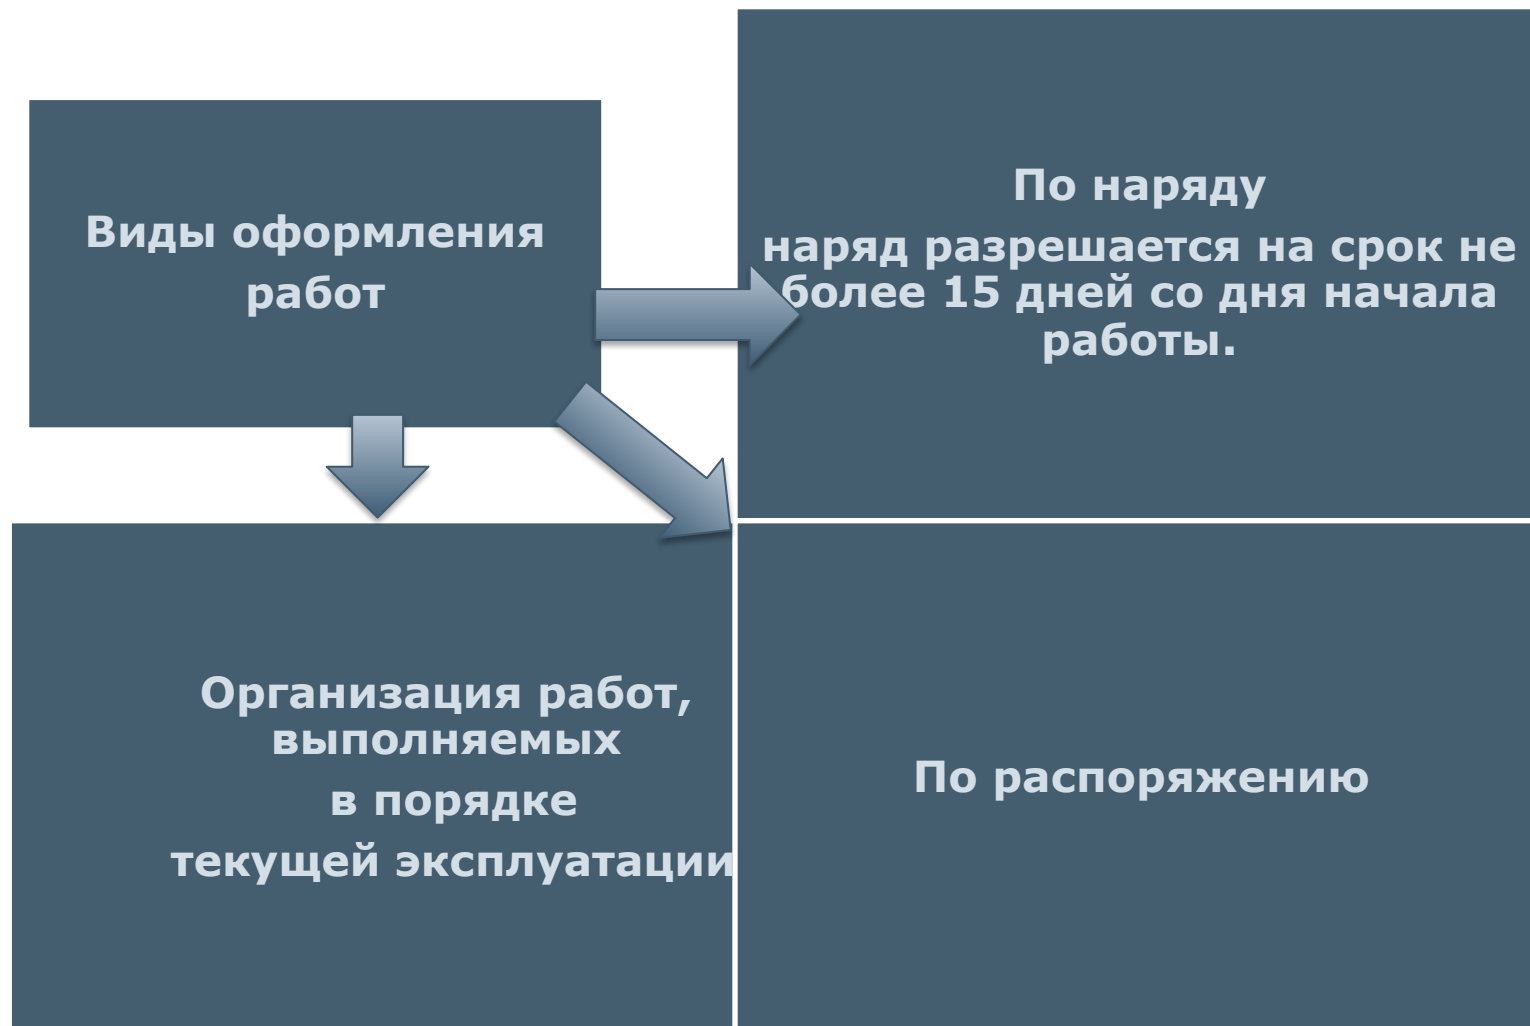 Виды оформления
работ
По наряду
наряд разрешается на срок не
более 15 дней со дня начала
работы.
Организация работ,
выполняемых
в порядке
текущей эксплуатации
По распоряжению